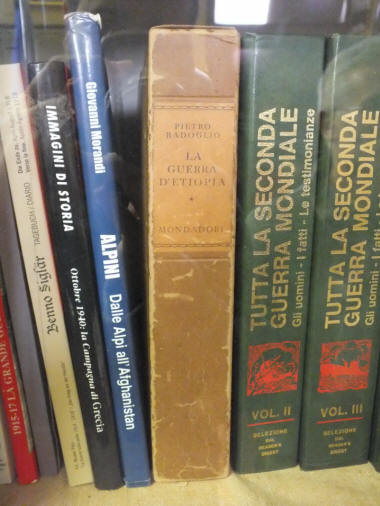 1915-17 LA GRANDE
Benno Siglär
TAGEBUCH / DIARIO
IMMAGINI DI STORIA
Ottobre 1940: la Campagna di Grecia
Giovanni Morandi
ALPINI
Dalle Alpi all'Afghanistan
PIETRO
BADOGLIO
LA
GUERRA
D'ETIOPIA
MONDADORI
TUTTA LA SECONDA
GUERRA MONDIALE
Gli uomini - I fatti - Le testimonianze
VOL. II
SELEZIONE
DAL
READER'S
DIGEST
TUTTA LA SECONDA
GUERRA MONDIALE
Gli uomini - I fatti - Le testimonianze
VOL. III
SELEZIONE
DAL
READER'S
DIGEST